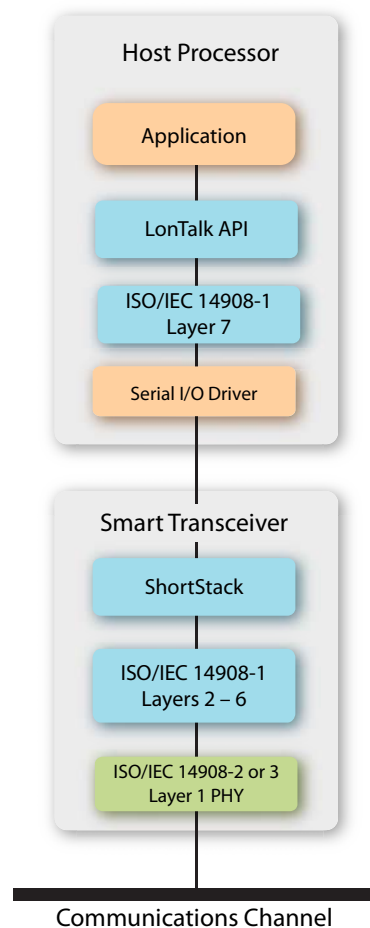 Host Processor
Application
LonTalk API
ISO/IEC 14908-1
Layer 7
Serial I/O Driver
Smart Transceiver
ShortStack
ISO/IEC 14908-1
Layers 2 – 6
ISO/IEC 14908-2 or 3
Layer 1 PHY
Communications Channel